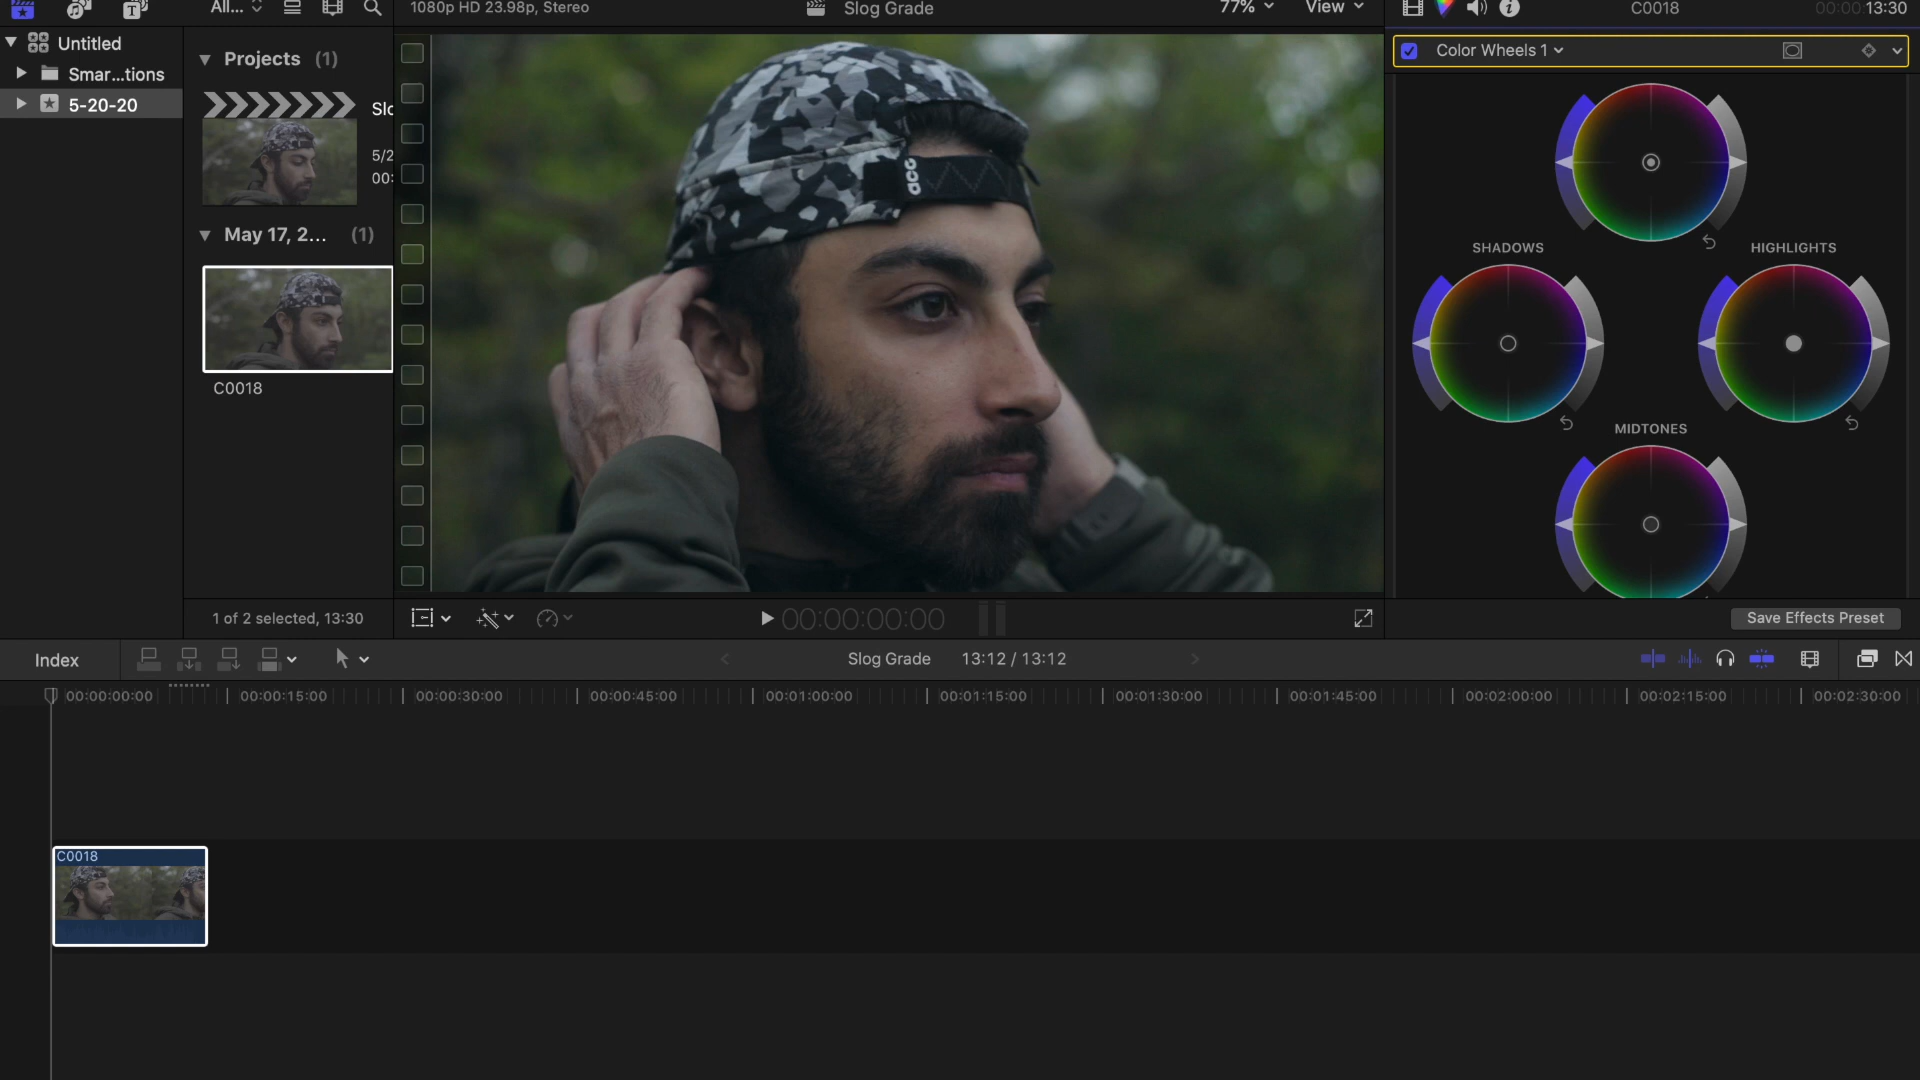 All...
1080p HD 23.98p, Stereo
Slog Grade
77%
View
C0018
00:00:13:30
Untitled
Smar...tions
5-20-20
Projects (1)
Slo
5/2
00:
May 17, 2... (1)
C0018
1 of 2 selected, 13:30
acg
00:00:00:00
Color Wheels 1
SHADOWS
HIGHLIGHTS
MIDTONES
Save Effects Preset
Index
Slog Grade
13:12 / 13:12
00:00:00:00
00:00:15:00
00:00:30:00
00:00:45:00
00:01:00:00
00:01:15:00
00:01:30:00
00:01:45:00
00:02:00:00
00:02:15:00
00:02:30:00
C0018